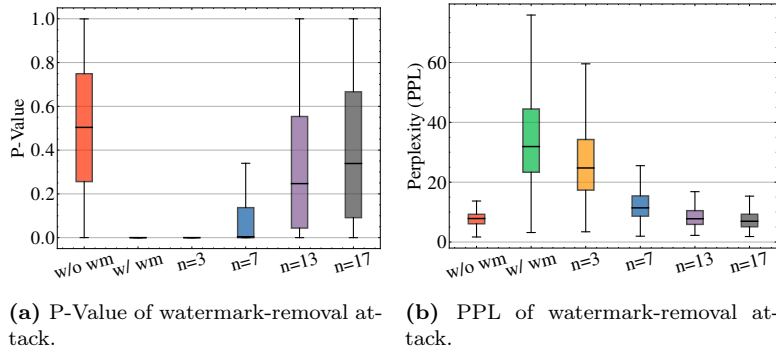 P-Value
1.0
0.8
0.6
0.4
0.2
0.0
w/o wm
w/ wm
n=3
n=7
n=13
n=17
(a) P-Value of watermark-removal at-
tack.
Perplexity (PPL)
60
40
20
0
w/o wm
w/ wm
n=3
n=7
n=13
n=17
(b) PPL of watermark-removal at-
tack.